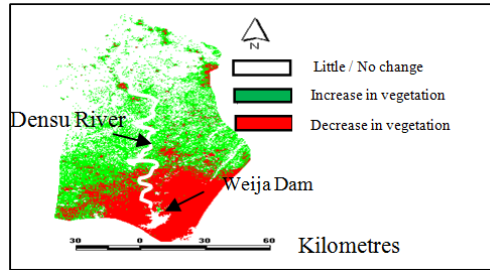 N
Little / No change
Increase in vegetation
Decrease in vegetation
Densu River
Weija Dam
30 0 30 60
Kilometres